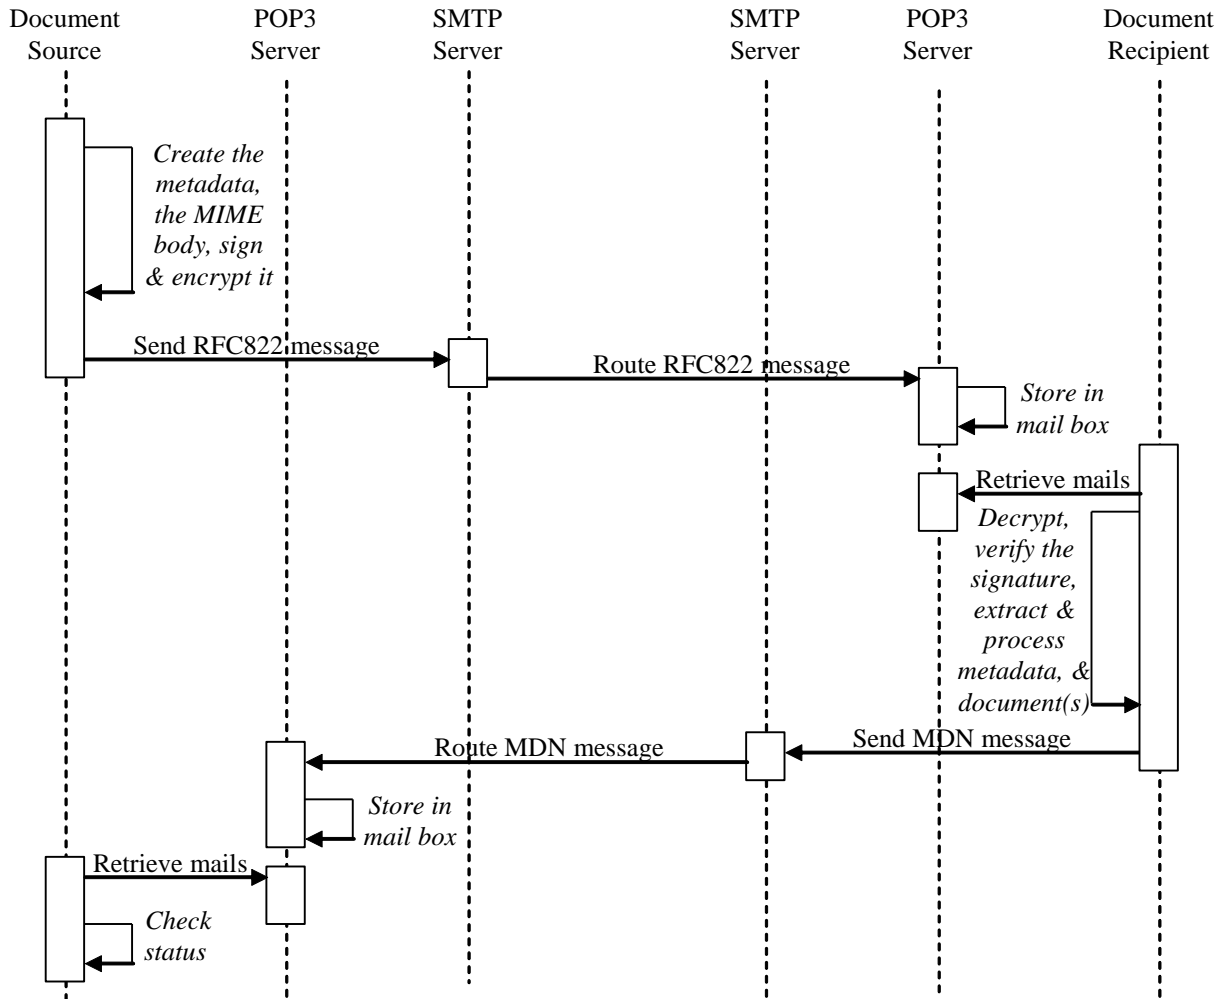 Document
Source
POP3
Server
SMTP
Server
SMTP
Server
POP3
Server
Document
Recipient
Create the
metadata,
the MIME
body, sign
& encrypt it
Send RFC822 message
Route RFC822 message
Store in
mail box
Retrieve mails
Decrypt,
verify the
signature,
extract &
process
metadata, &
document(s)
Send MDN message
Route MDN message
Store in
mail box
Retrieve mails
Check
status